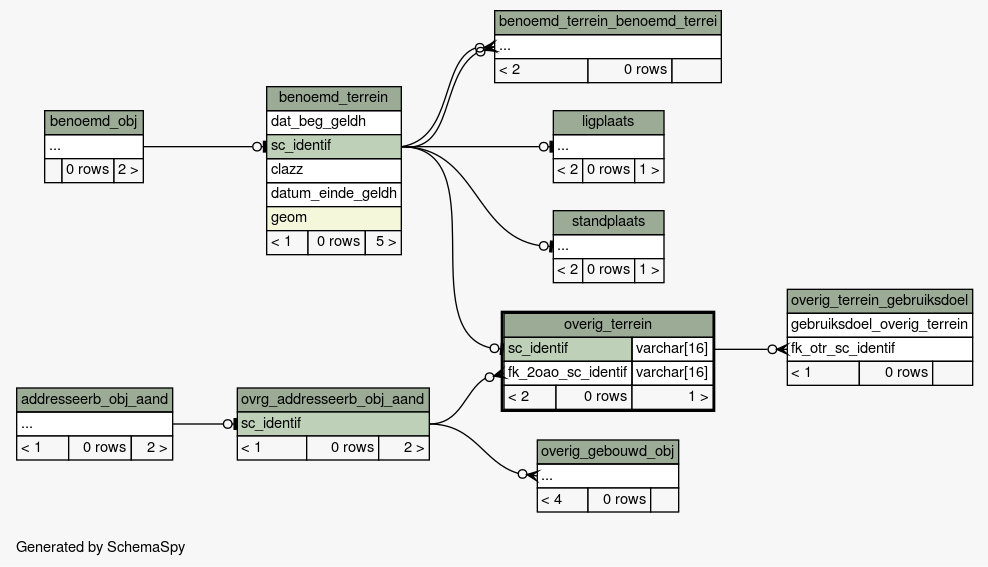 benoemd_terrein_benoemd_terrei
...
< 2 0 rows
benoemd_terrein
dat_beg_geldh
sc_identif
clazz
datum_einde_geldh
geom
< 1 0 rows 5 >
benoemd_obj
...
0 rows 2 >
ligplaats
...
< 2 0 rows 1 >
standplaats
...
< 2 0 rows 1 >
overig_terrein_gebruiksdoel
gebruiksdoel_overig_terrein
fk_otr_sc_identif
< 1 0 rows
overig_terrein
sc_identif varchar[16]
fk_2oao_sc_identif varchar[16]
< 2 0 rows 1 >
addresseerb_obj_aand
...
< 1 0 rows 2 >
ovrg_addresseerb_obj_aand
sc_identif
< 1 0 rows 2 >
overig_gebouwd_obj
...
< 4 0 rows
Generated by SchemaSpy